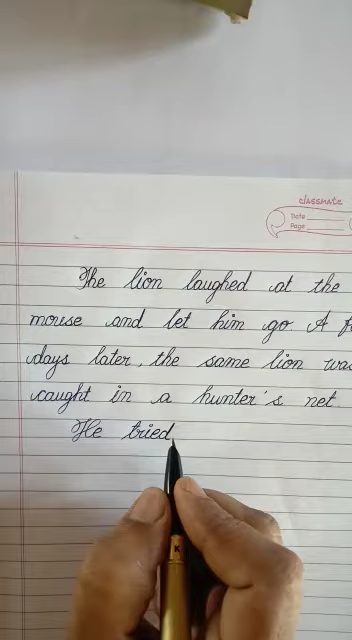 classmate
Date
Page
The lion laughed at the
mouse and let him go A
days later, the same lion was
caught in a hunter's net.
He tried
K